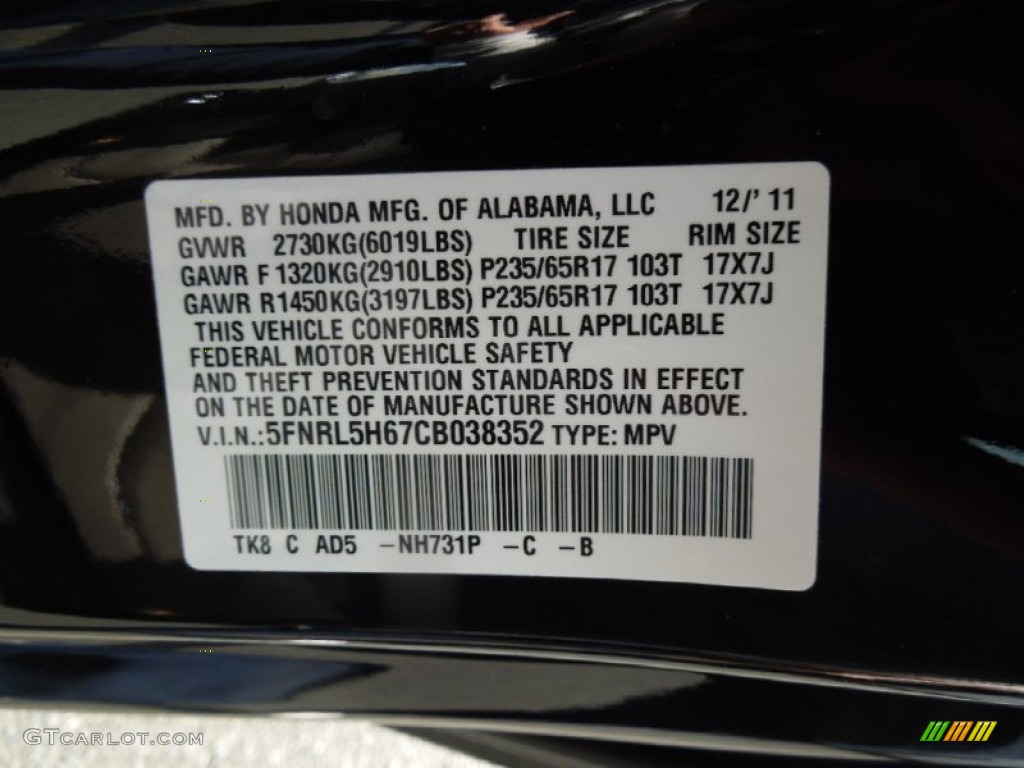 MFD. BY HONDA MFG. OF ALABAMA, LLC 12/' 11
GVWR 2730KG(6019LBS) TIRE SIZE RIM SIZE
GAWR F 1320KG(2910LBS) P235/65R17 103T 17X7J
GAWR R1450KG(3197LBS) P235/65R17 103T 17X7J
THIS VEHICLE CONFORMS TO ALL APPLICABLE
FEDERAL MOTOR VEHICLE SAFETY
AND THEFT PREVENTION STANDARDS IN EFFECT
ON THE DATE OF MANUFACTURE SHOWN ABOVE.
V.I.N.:5FNRL5H67CB038352 TYPE: MPV
TK8 C AD5 -NH731P -C -B
GTCARLOT.COM